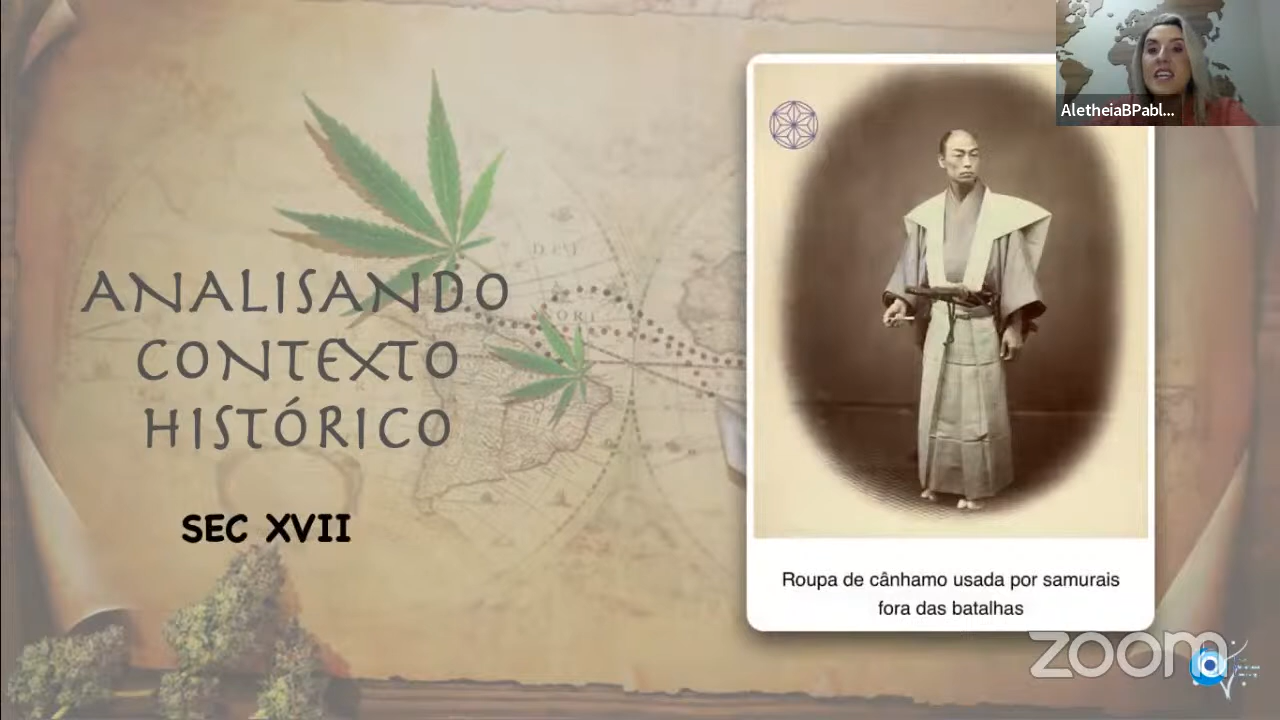 AletheiaBPabl...
ANALISANDO
CONTEXTO
HISTÓRICO
SEC XVII
Roupa de cânhamo usada por samurais
fora das batalhas
zoom